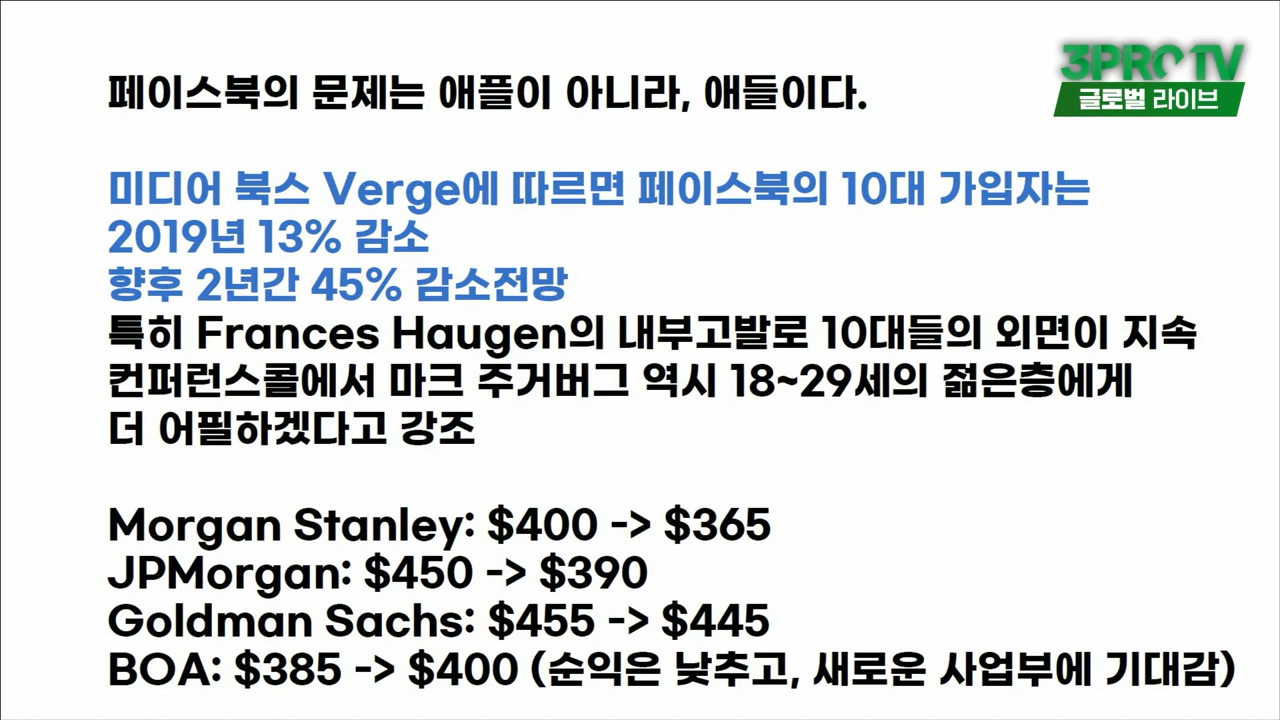 3PROTV
글로벌 라이브
페이스북의 문제는 애플이 아니라, 애들이다.
미디어 북스 Verge에 따르면 페이스북의 10대 가입자는
2019년 13% 감소
향후 2년간 45% 감소전망
특히 Frances Haugen의 내부고발로 10대들의 외면이 지속
컨퍼런스콜에서 마크 주거버그 역시 18~29세의 젊은층에게
더 어필하겠다고 강조
Morgan Stanley: $400 -> $365
JPMorgan: $450 -> $390
Goldman Sachs: $455 -> $445
BOA: $385 -> $400 (순익은 낮추고, 새로운 사업부에 기대감)